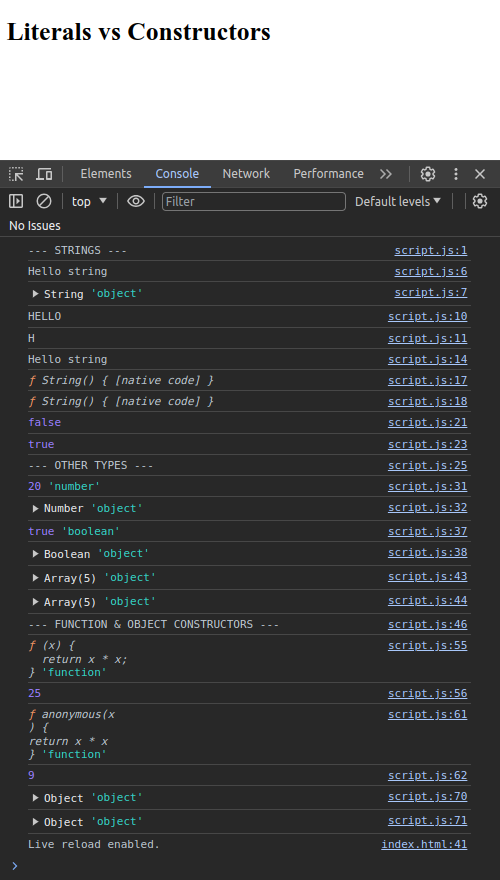 Literals vs Constructors
Elements Console Network Performance
top Filter Default levels
No Issues
--- STRINGS --- script.js:1
Hello string script.js:6
String 'object' script.js:7
HELLO script.js:10
H script.js:11
Hello string script.js:14
ƒ String() { [native code] } script.js:17
ƒ String() { [native code] } script.js:18
false script.js:21
true script.js:23
--- OTHER TYPES --- script.js:25
20 'number' script.js:31
Number 'object' script.js:32
true 'boolean' script.js:37
Boolean 'object' script.js:38
Array(5) 'object' script.js:43
Array(5) 'object' script.js:44
--- FUNCTION & OBJECT CONSTRUCTORS --- script.js:46
ƒ (x) { script.js:55
return x * x;
} 'function'
25 script.js:56
ƒ anonymous(x script.js:61
) {
return x * x
} 'function'
9 script.js:62
Object 'object' script.js:70
Object 'object' script.js:71
Live reload enabled. index.html:41